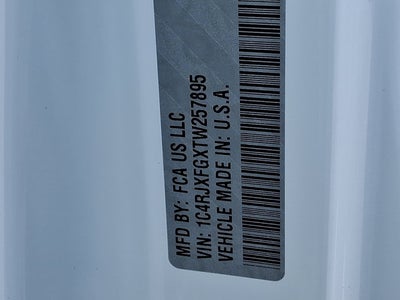 MFD BY: FCA US LLC
VIN: 1C4RJXFGXTW257895
VEHICLE MADE IN: U.S.A.